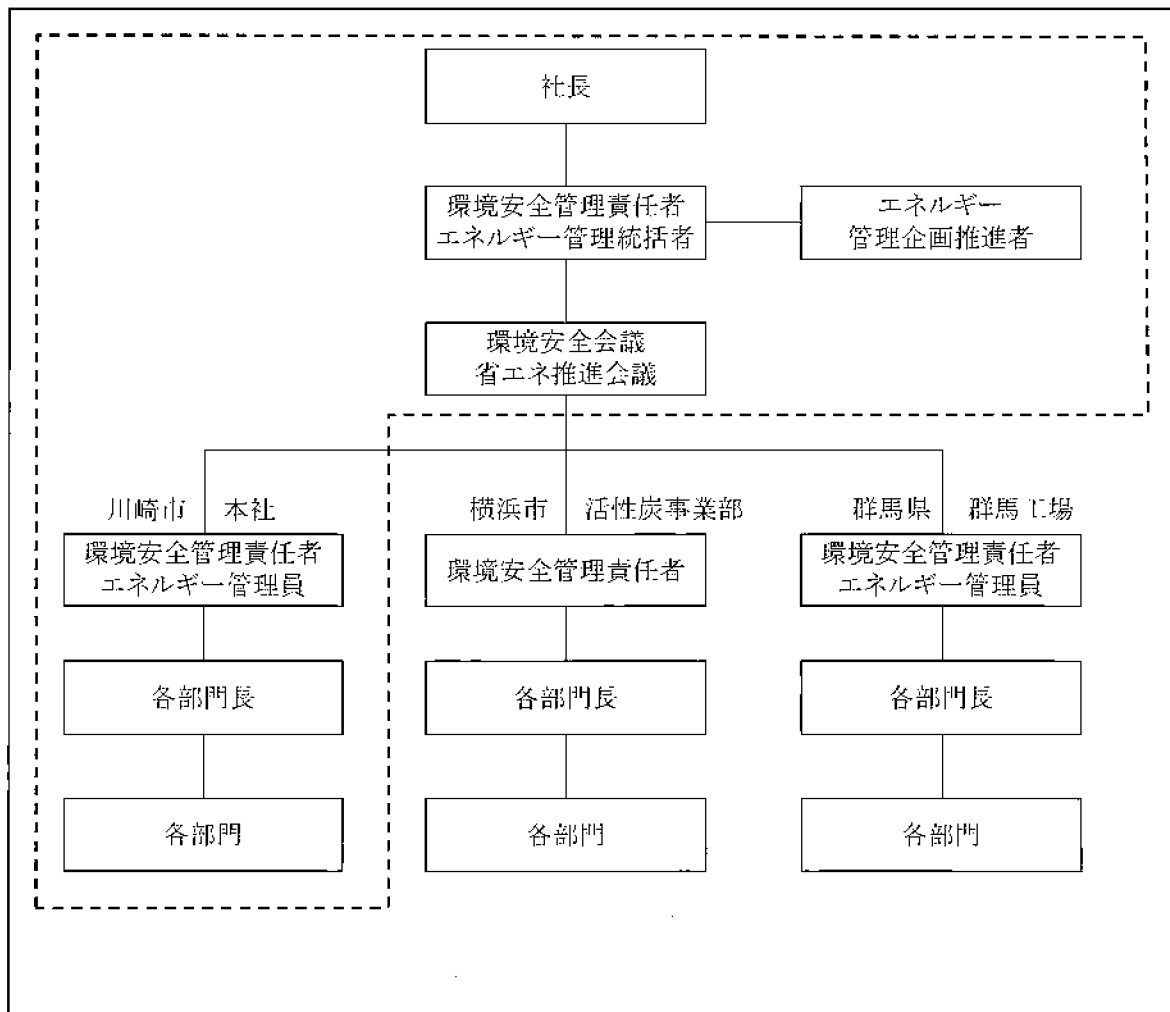 社長
環境安全管理責任者
エネルギー管理統括者
エネルギー
管理企画推進者
環境安全会議
省エネ推進会議
川崎市 本社
横浜市 活性炭事業部
群馬県 群馬工場
環境安全管理責任者
エネルギー管理員
環境安全管理責任者
環境安全管理責任者
エネルギー管理員
各部門長
各部門長
各部門長
各部門
各部門
各部門